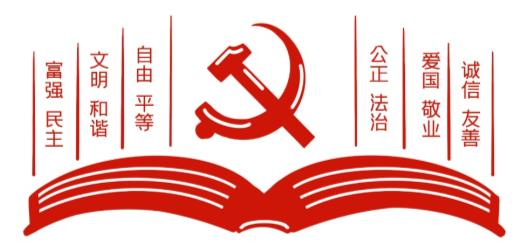 富强 民主
文明 和谐
自由 平等
公正 法治
爱国 敬业
诚信 友善